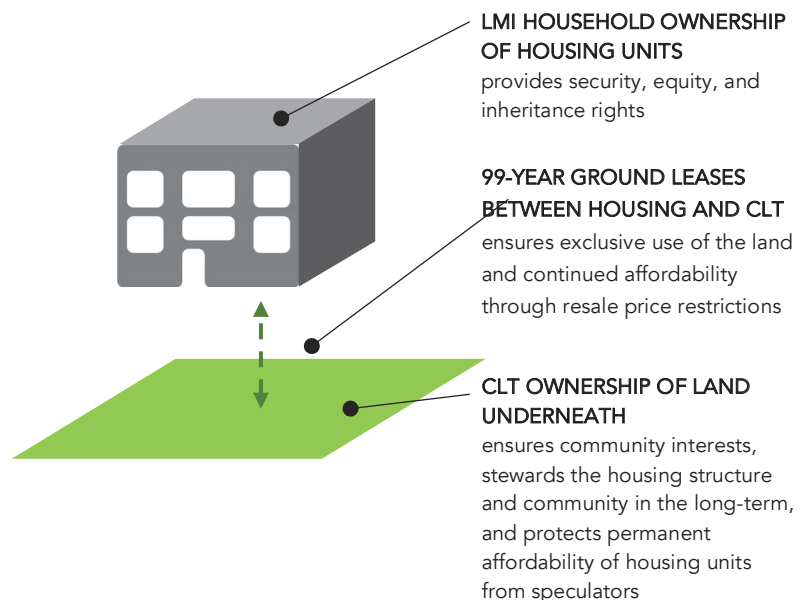 LMI HOUSEHOLD OWNERSHIP
OF HOUSING UNITS
provides security, equity, and
inheritance rights
99-YEAR GROUND LEASES
BETWEEN HOUSING AND CLT
ensures exclusive use of the land
and continued affordability
through resale price restrictions
CLT OWNERSHIP OF LAND
UNDERNEATH
ensures community interests,
stewards the housing structure
and community in the long-term,
and protects permanent
affordability of housing units
from speculators